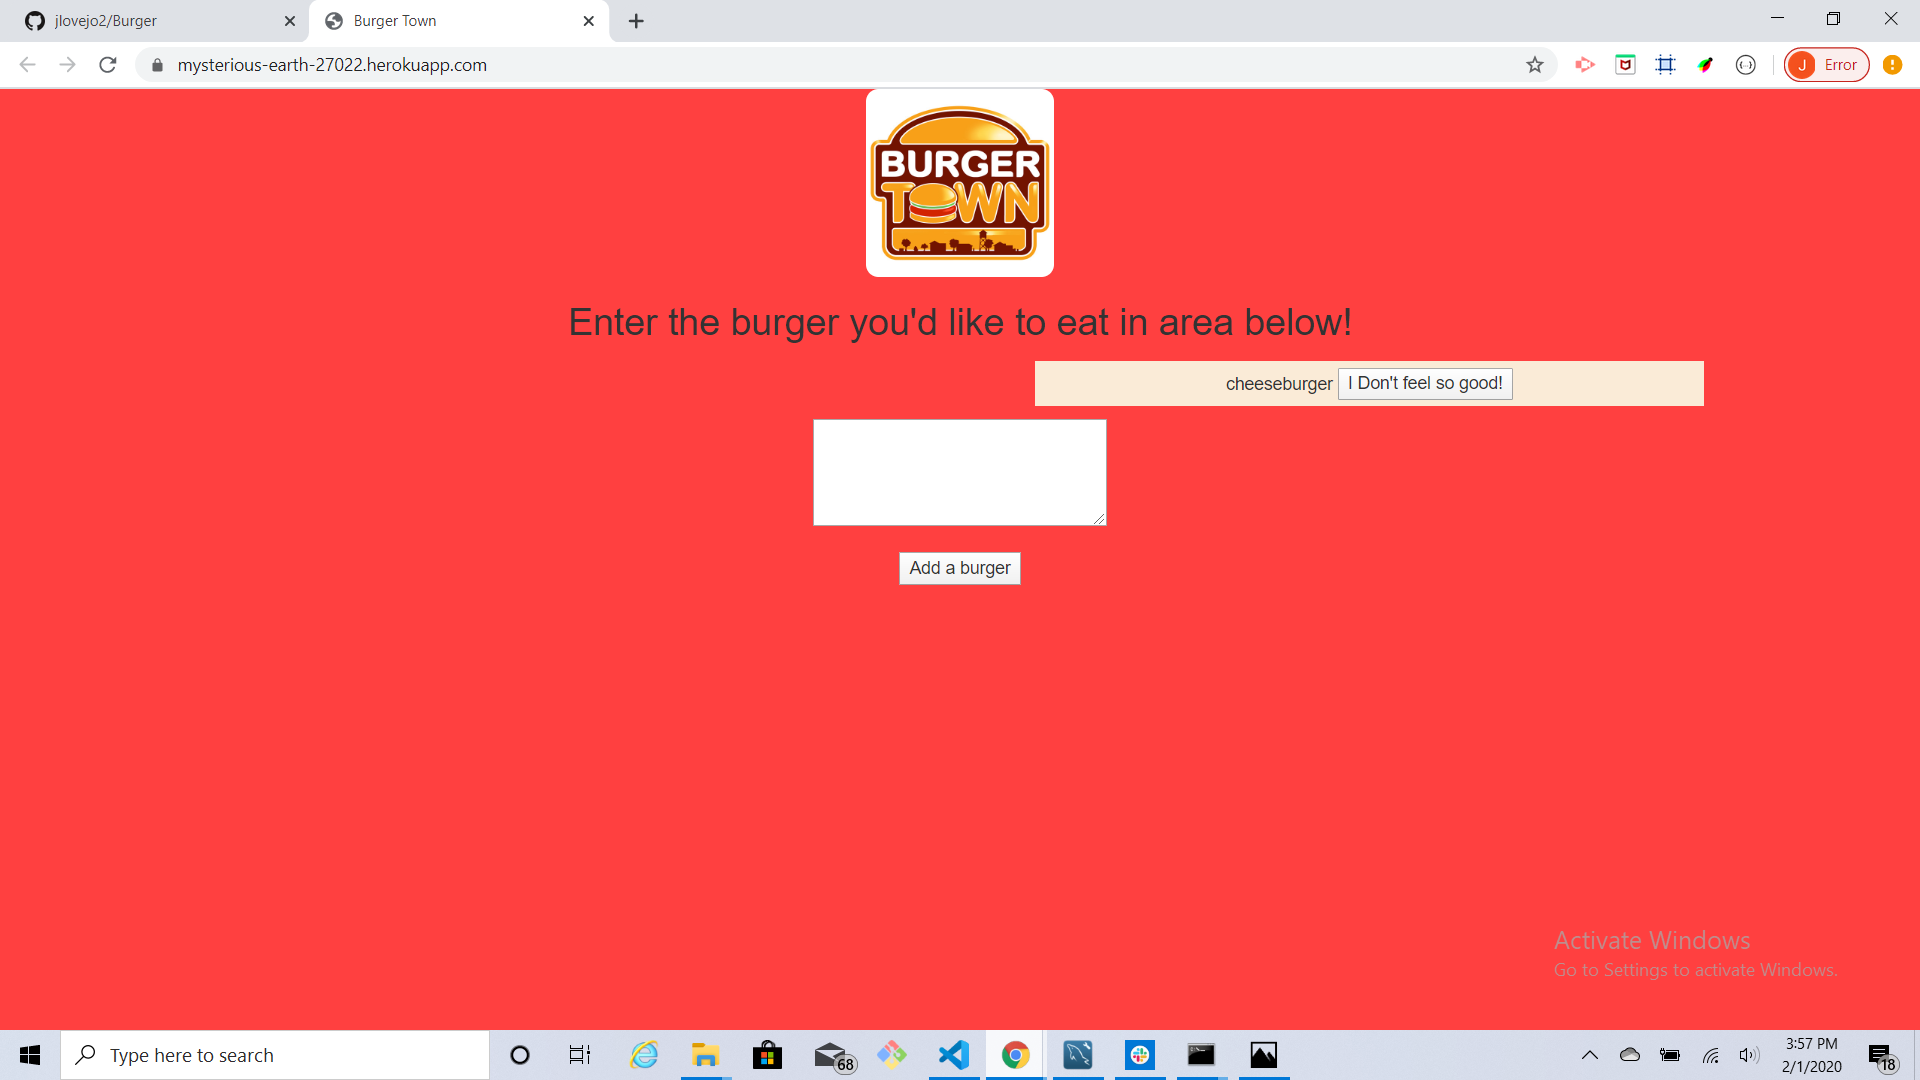 jlovejo2/Burger
Burger Town
mysterious-earth-27022.herokuapp.com
J Error
BURGER
TOWN
Enter the burger you'd like to eat in area below!
cheeseburger I Don't feel so good!
Add a burger
Activate Windows
Go to Settings to activate Windows.
Type here to search
68
3:57 PM
2/1/2020
18